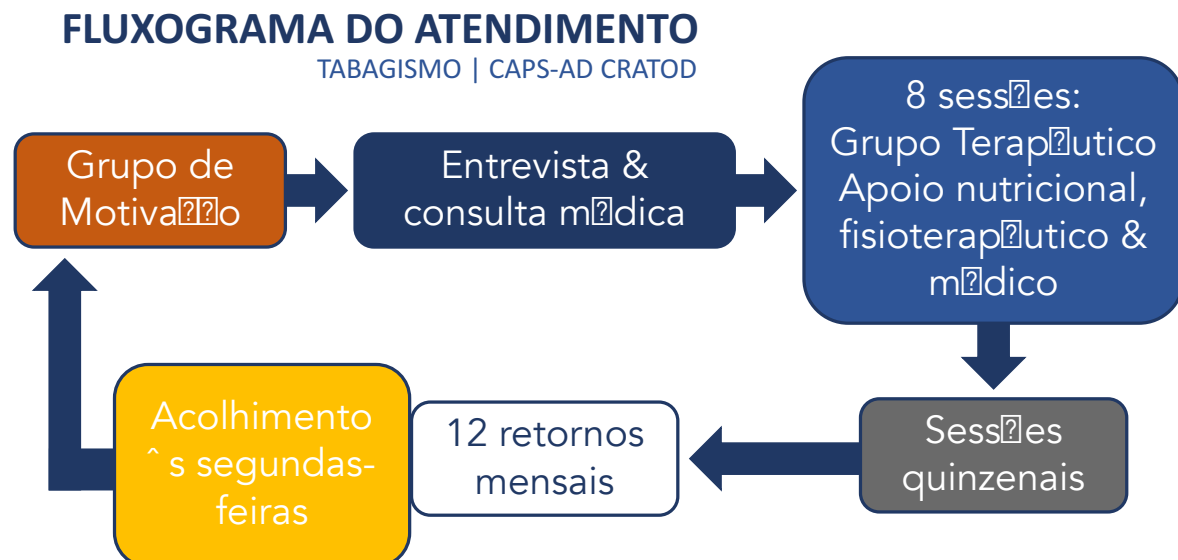 FLUXOGRAMA DO ATENDIMENTO
TABAGISMO | CAPS-AD CRATOD
Grupo de
Motiva⍰⍰o
Entrevista &
consulta m⍰dica
8 sess⍰es:
Grupo Terap⍰utico
Apoio nutricional,
fisioterap⍰utico &
m⍰dico
Sess⍰es
quinzenais
12 retornos
mensais
Acolhimento
ˆ s segundas-
feiras